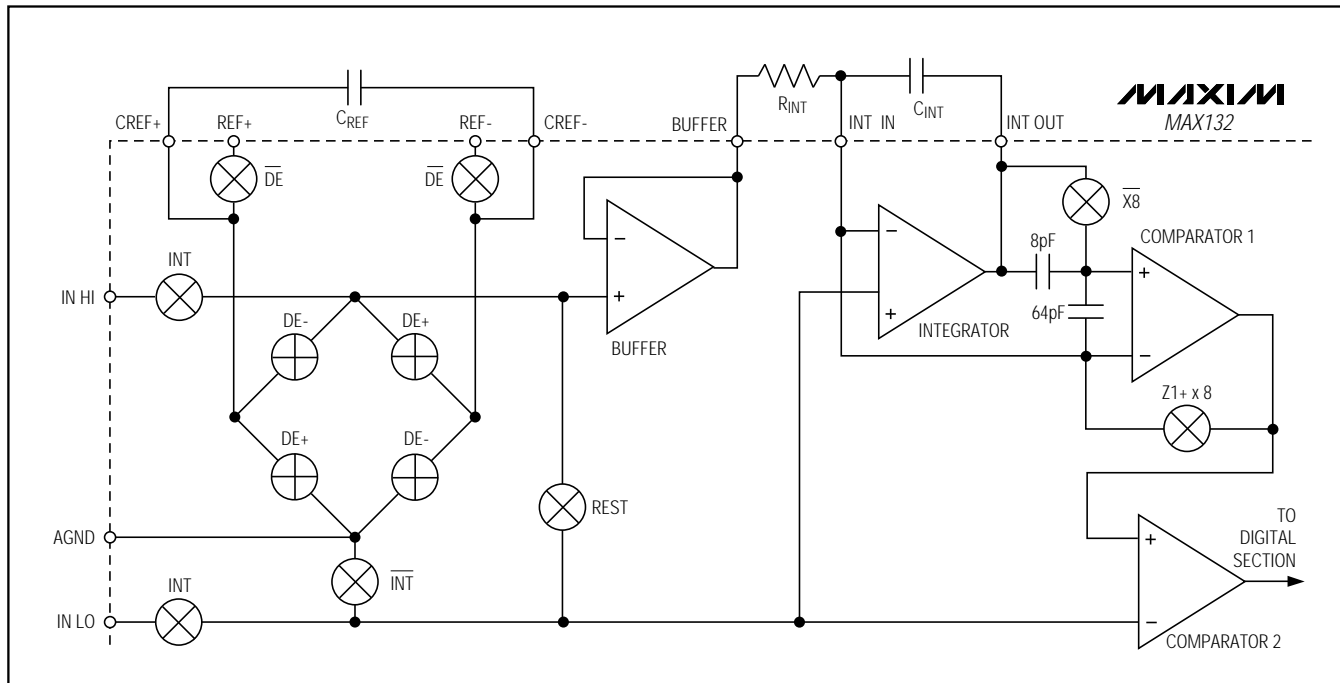 MAXIM
MAX132
CREF+
REF+
CREF
REF-
CREF-
BUFFER
RINT
INT IN
CINT
INT OUT
DE
DE
X8
8pF
COMPARATOR 1
INT
IN HI
DE-
DE+
+
-
BUFFER
-
+
INTEGRATOR
64pF
+
-
Z1+ x 8
DE+
DE-
REST
AGND
INT
INT
IN LO
+
-
TO
DIGITAL
SECTION
COMPARATOR 2